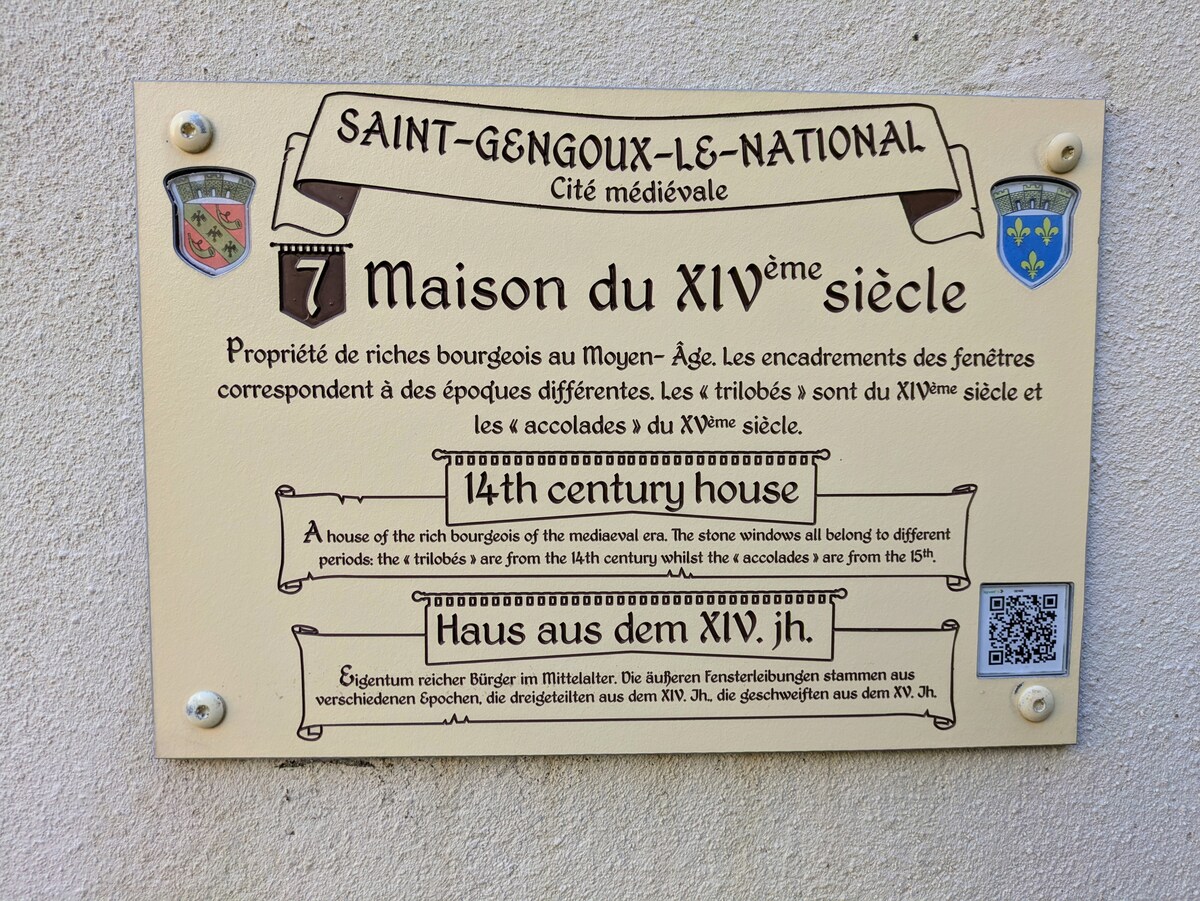 SAINT-GENGOUX-LE-NATIONAL
Cité médiévale
7 Maison du XIVème siècle
Propriété de riches bourgeois au Moyen- Âge. Les encadrements des fenêtres
correspondent à des époques différentes. Les « trilobés » sont du XIVème siècle et
les « accolades » du XVème siècle.
14th century house
A house of the rich bourgeois of the mediaeval era. The stone windows all belong to different
periods: the « trilobés » are from the 14th century whilst the « accolades » are from the 15th.
Haus aus dem XIV. jh.
Eigentum reicher Bürger im Mittelalter. Die äußeren Fensterleibungen stammen aus
verschiedenen Epochen, die dreigeteilten aus dem XIV. Jh., die geschweiften aus dem XV. Jh.